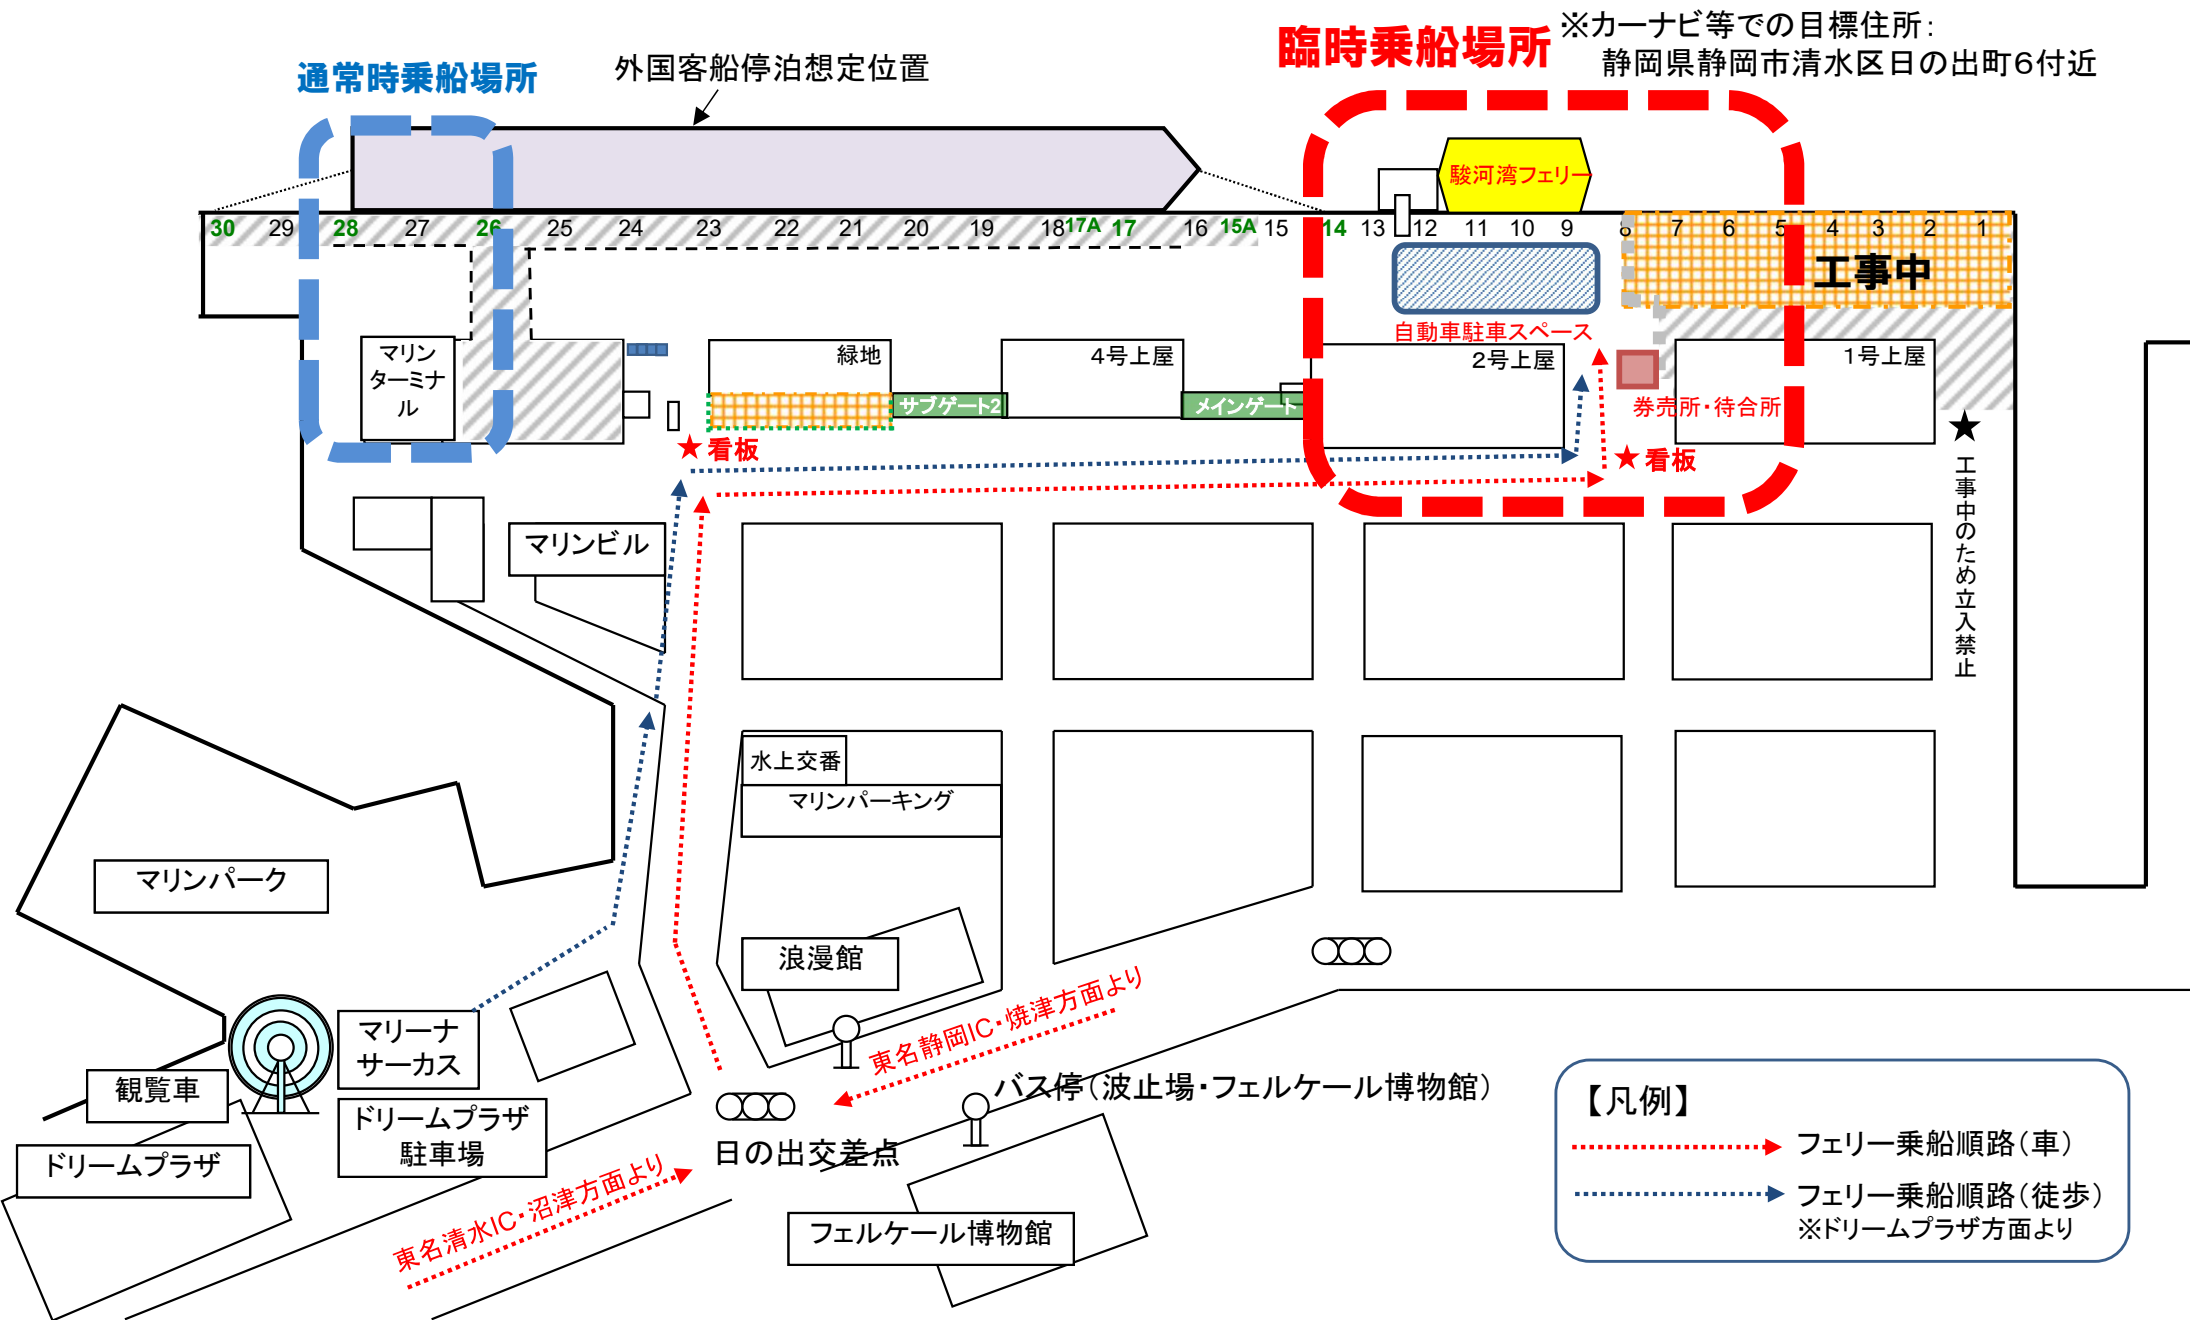 通常時乗船場所
外国客船停泊想定位置
臨時乗船場所
※カーナビ等での目標住所:
静岡県静岡市清水区日の出町6付近
駿河湾フェリー
30 29 28 27 26 25 24 23 22 21 20 19 18 17A 17 16 15A 15 14 13 12 11 10 9 8 7 6 5 4 3 2 1
工事中
自動車駐車スペース
マリン
ターミナ
ル
緑地
4号上屋
2号上屋
1号上屋
サブゲート2
メインゲート
券売所・待合所
★看板
★看板
★
工事中のため立入禁止
マリンビル
水上交番
マリンパーキング
マリンパーク
浪漫館
マリーナ
サーカス
東名静岡IC・焼津方面より
観覧車
バス停(波止場・フェルケール博物館)
ドリームプラザ
駐車場
日の出交差点
ドリームプラザ
東名清水IC・沼津方面より
フェルケール博物館
【凡例】
フェリー乗船順路(車)
フェリー乗船順路(徒歩)
※ドリームプラザ方面より